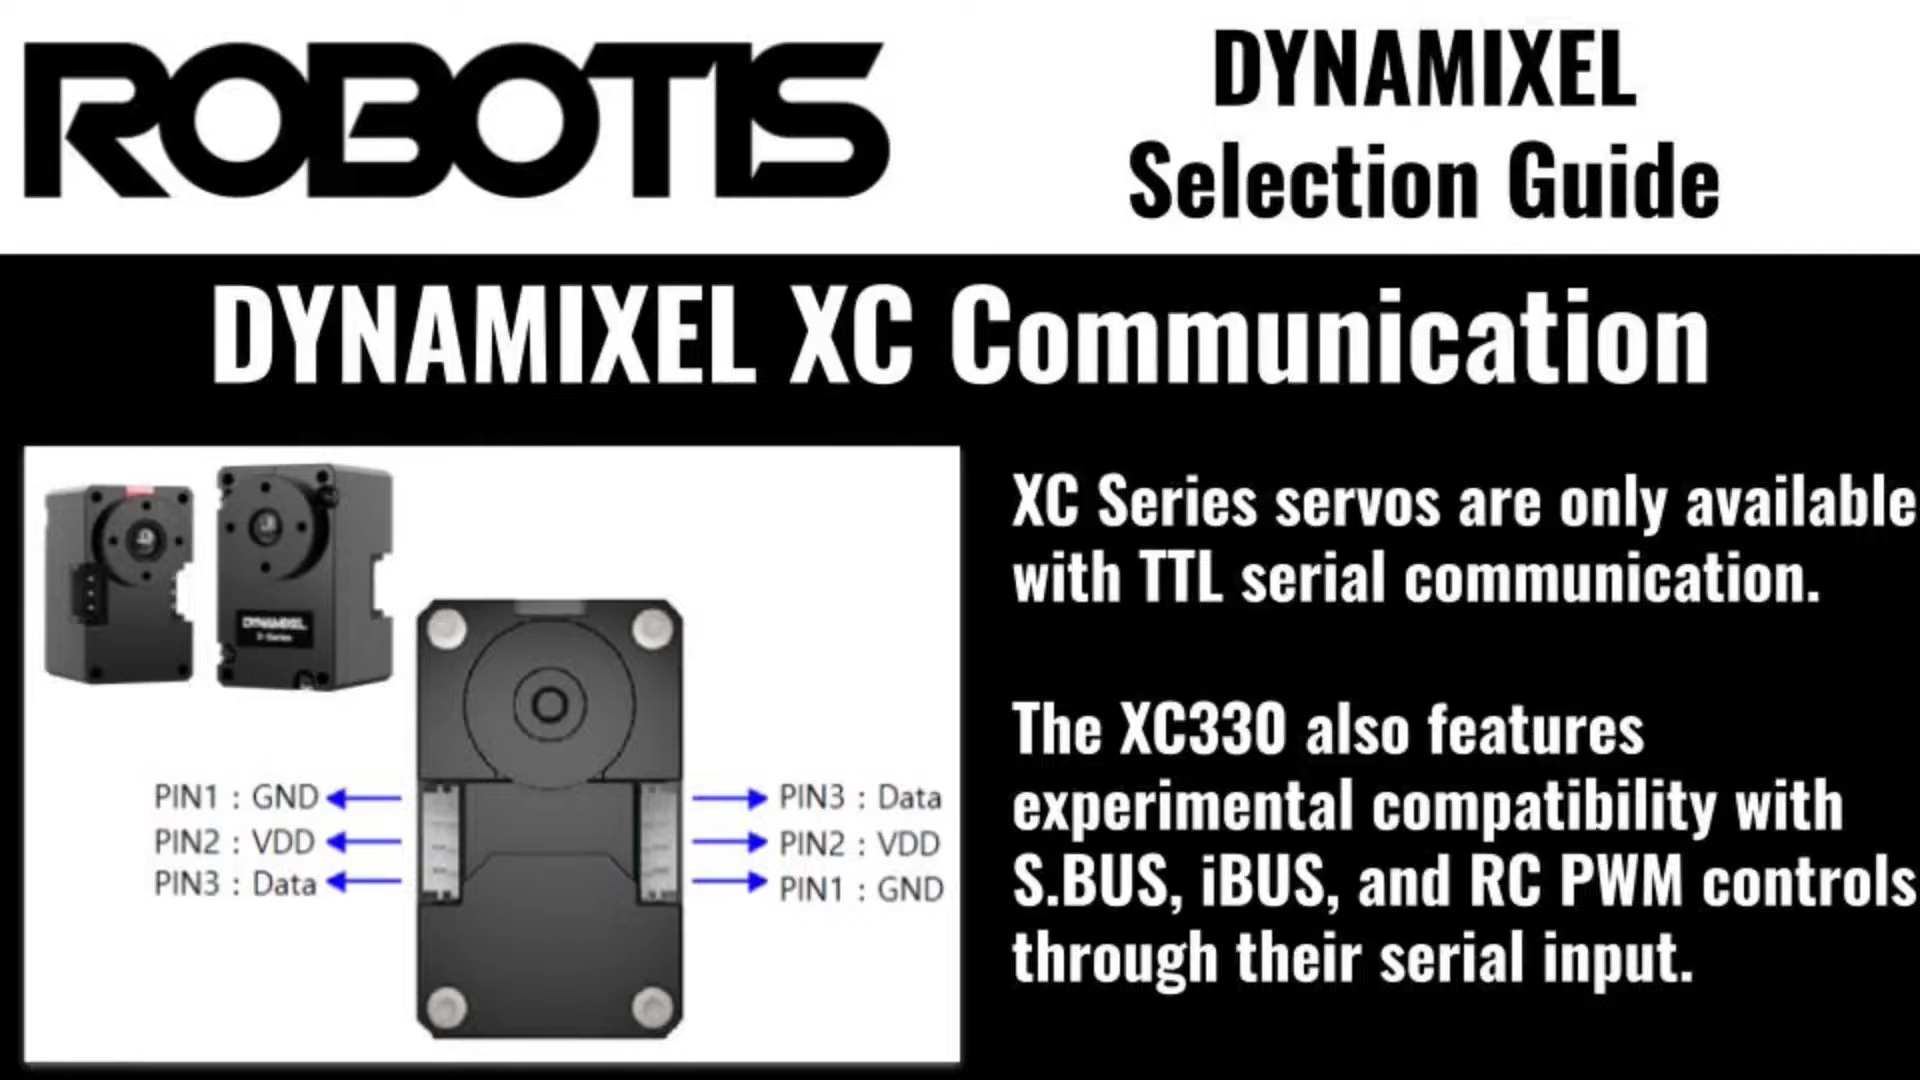 ROBOTIS
DYNAMIXEL
Selection Guide
DYNAMIXEL XC Communication
DYNAMIXEL
X-Series
PIN1 : GND
PIN2 : VDD
PIN3 : Data
PIN3 : Data
PIN2 : VDD
PIN1 : GND
XC Series servos are only available
with TTL serial communication.
The XC330 also features
experimental compatibility with
S.BUS, iBUS, and RC PWM controls
through their serial input.